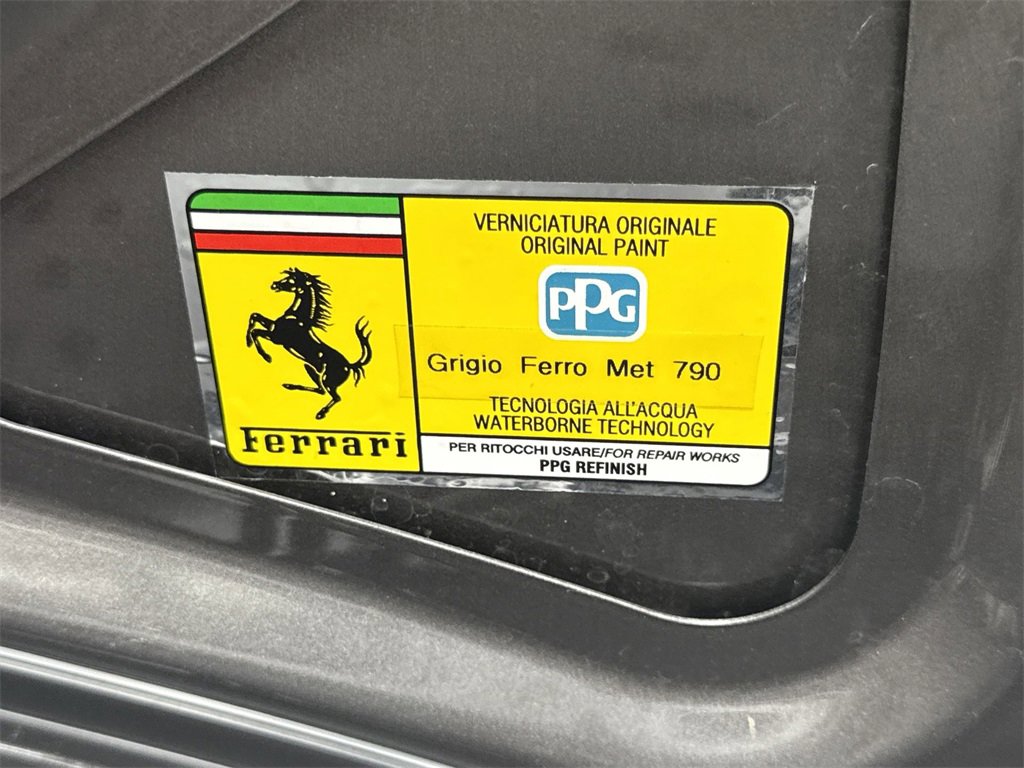 VERNICIATURA ORIGINALE
ORIGINAL PAINT
PPG
Grigio Ferro Met 790
TECNOLOGIA ALL'ACQUA
WATERBORNE TECHNOLOGY
Ferrari
PER RITOCCHI USARE/FOR REPAIR WORKS
PPG REFINISH